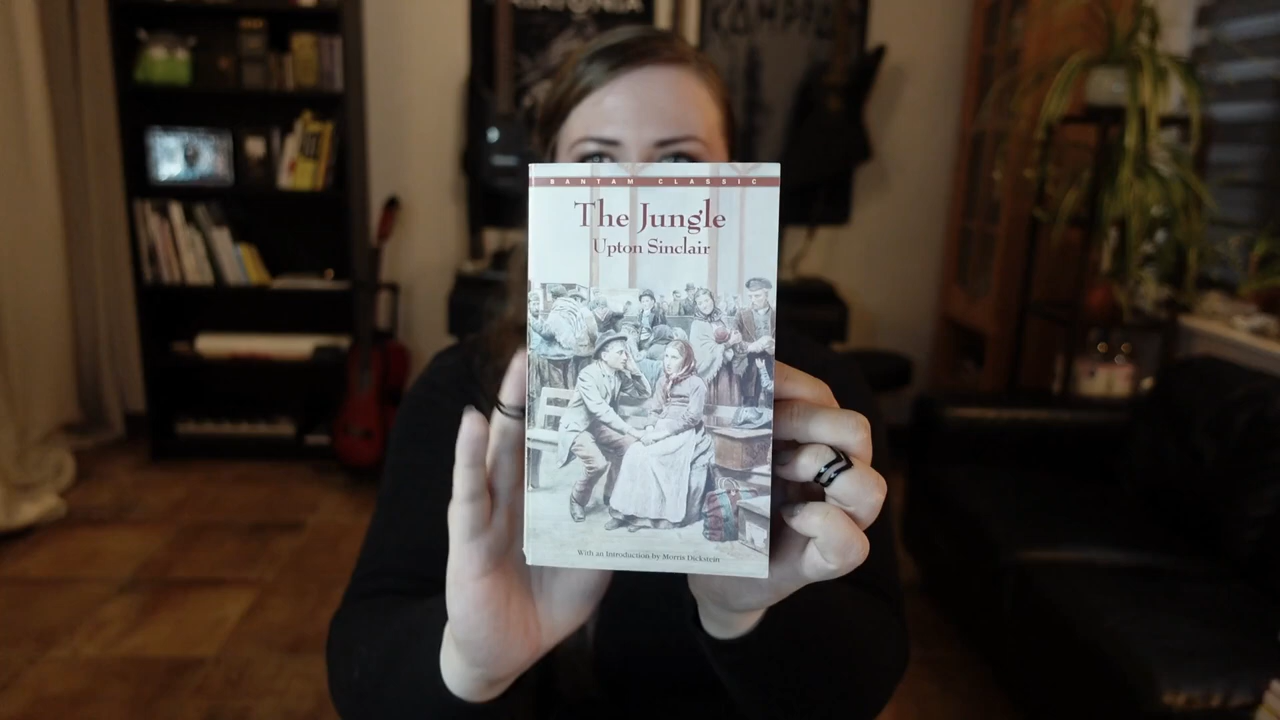 BANTAM CLASSIC
The Jungle
Upton Sinclair
With an Introduction by Morris Dickstein